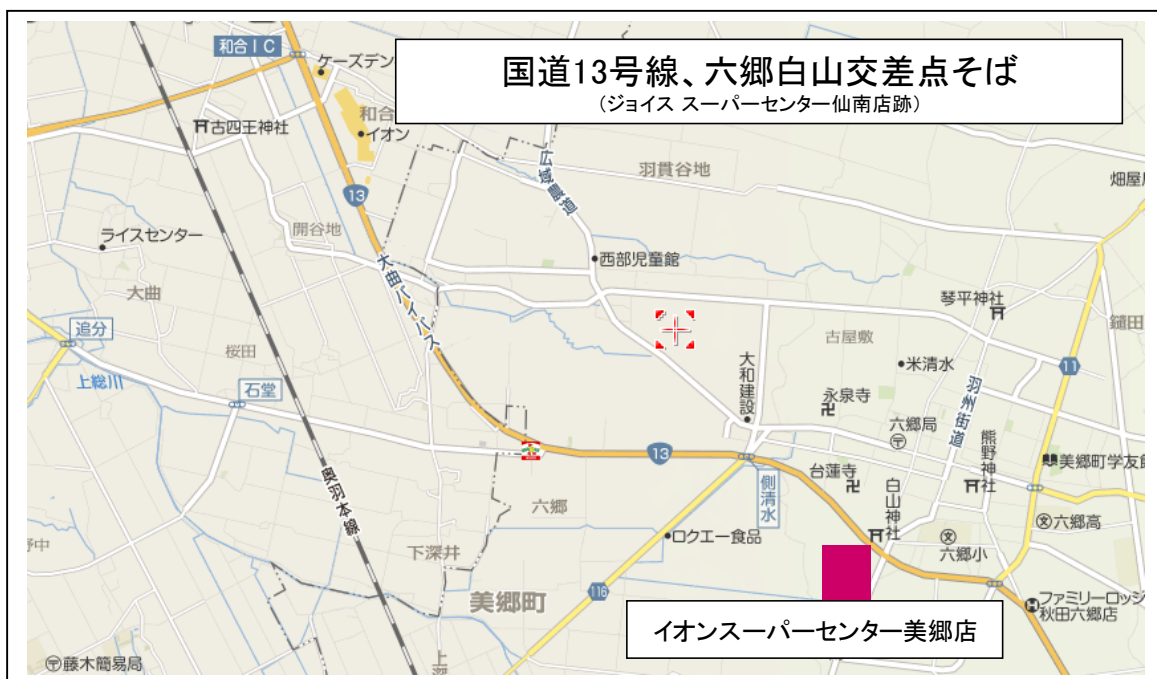 国道13号線、六郷白山交差点そば
（ジョイス スーパーセンター仙南店跡）
和合ＩＣ
ケーズデン
和合
イオン
古四王神社
13
広域農道
羽貫谷地
畑屋
開谷地
ライスセンター
大曲
大曲バイパス
西部児童館
琴平神社
鑓田
追分
桜田
古屋敷
米清水
11
上総川
石堂
大和建設
永泉寺
六郷局
羽州街道
熊野神社
美郷町学友館
13
奥羽本線
側清水
台蓮寺
白山神社
六郷
ロクエー食品
六郷高
六郷小
野中
下深井
美郷町
116
ファミリーロッジ
秋田六郷店
イオンスーパーセンター美郷店
藤木簡易局